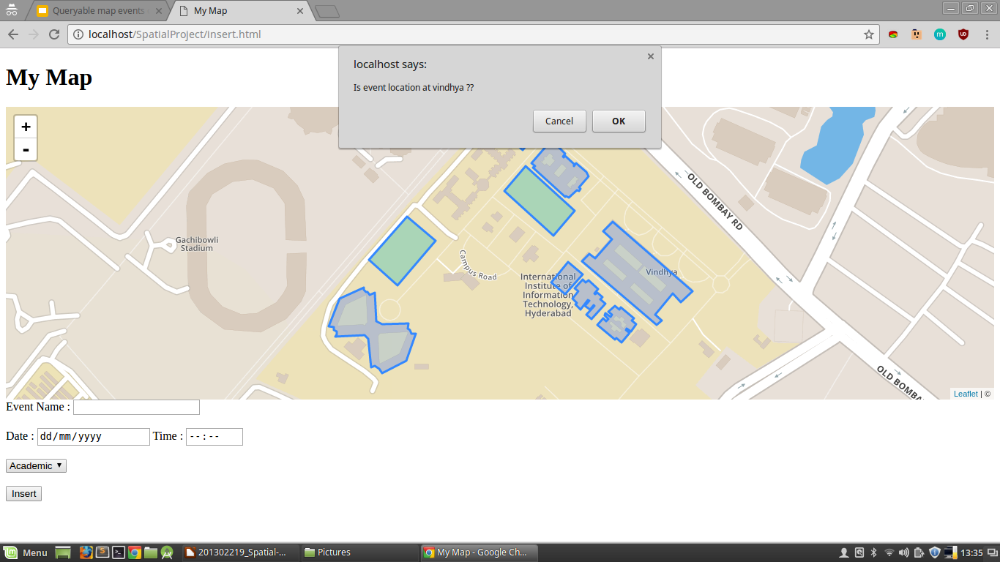 Queryable map events
My Map
localhost/SpatialProject/Insert.html
localhost says:
Is event location at vindhya ??
Cancel
OK
My Map
+
-
OLD BOMBAY RD
Gachibowli
Stadium
Campus Road
Vindhya
International
Institute of
Information
Technology,
Hyderabad
OLD BOMBA
Leaflet | ©
Event Name :
Date : dd/mm/yyyy Time : --:--
Academic
Insert
Menu
201302219_Spatial-...
Pictures
My Map - Google Ch...
13:35